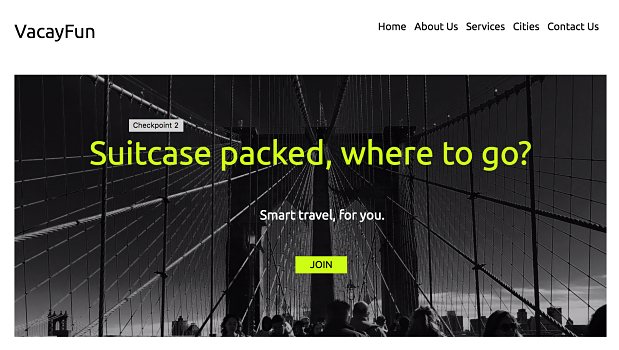 VacayFun
Home About Us Services Cities Contact Us
Checkpoint 2
Suitcase packed, where to go?
Smart travel, for you.
JOIN